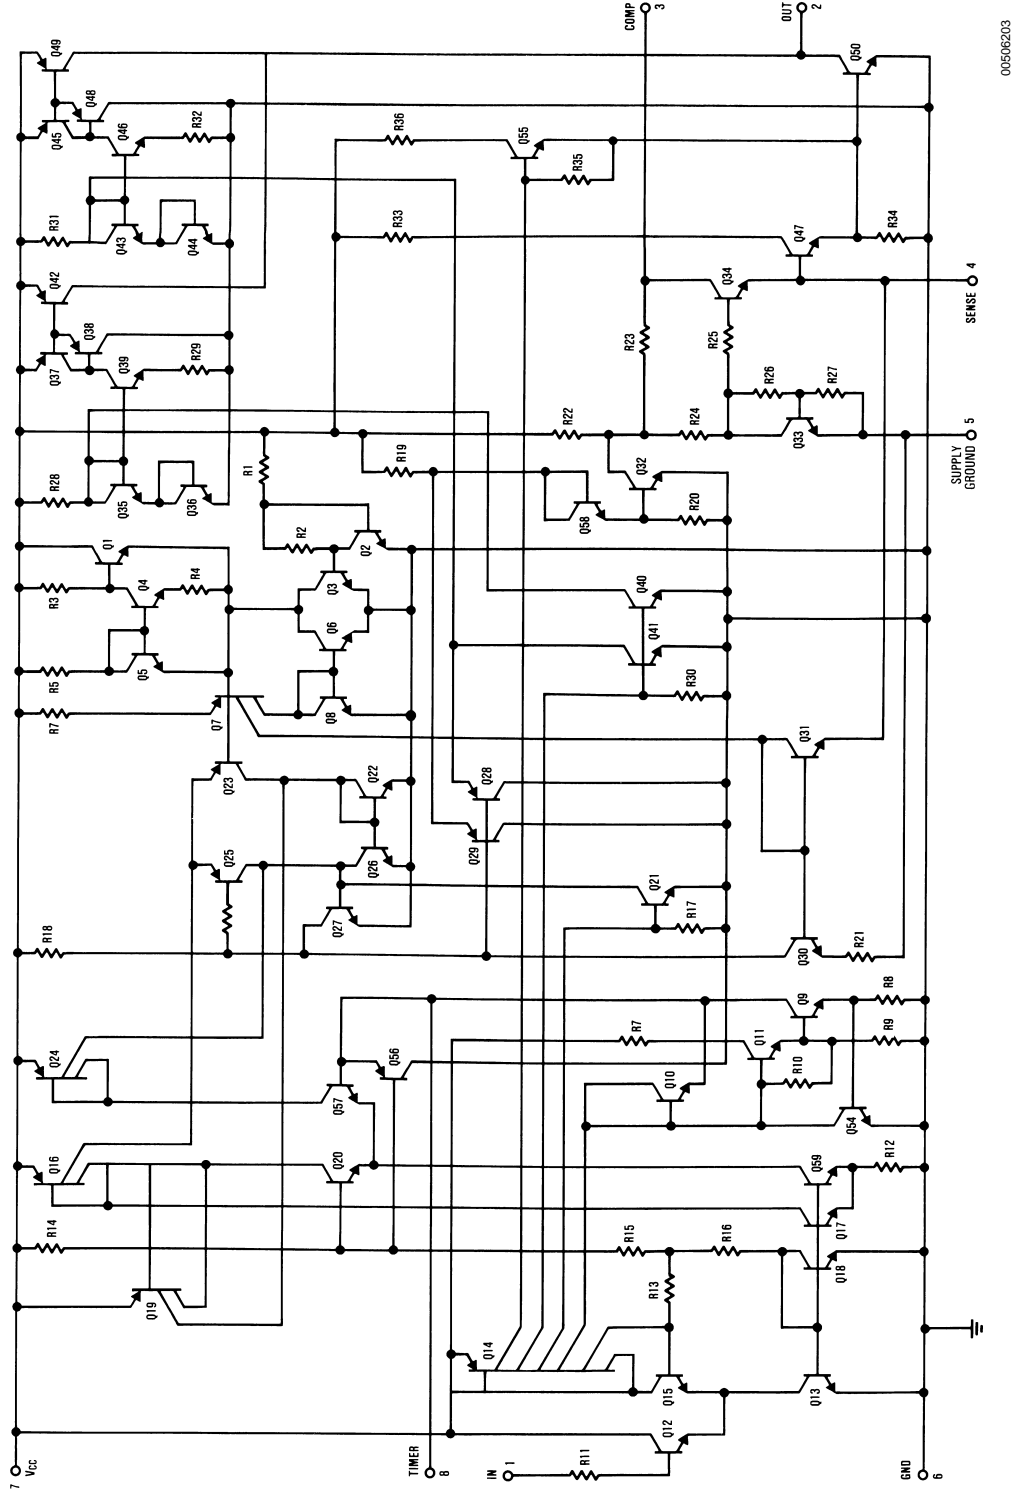 COMP
3
OUT
2
00506203
Q49
Q48
Q45
Q46
R32
R36
Q55
R35
Q50
R31
Q43
Q44
R33
Q47
R34
Q42
Q38
Q37
Q39
R29
Q34
SENSE
4
R23
R25
R26
R27
Q33
R22
R24
SUPPLY
GROUND
5
R28
Q35
Q36
R1
R19
Q32
R20
Q58
Q1
R3
Q4
R4
R2
Q2
Q3
Q6
Q40
Q41
R30
R5
Q5
R7
Q7
Q8
Q31
Q23
Q22
Q28
Q29
Q25
Q26
Q27
Q21
R17
R18
Q30
R21
Q24
Q56
Q57
R7
Q11
Q10
R10
Q9
R8
R9
Q54
Q16
Q20
Q59
R12
Q17
R14
R15
R16
R13
Q18
Q19
Q14
Q15
Q13
Q12
R11
7
VCC
TIMER
8
IN
1
GND
6